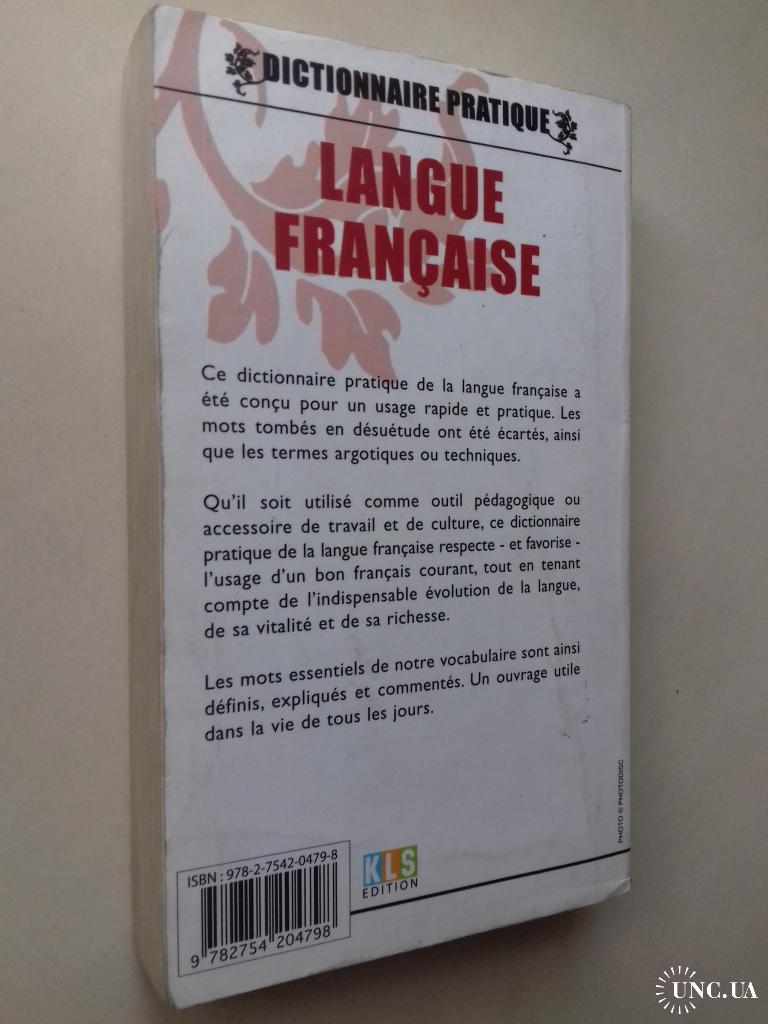 DICTIONNAIRE PRATIQUE
LANGUE
FRANÇAISE
Ce dictionnaire pratique de la langue française a
été conçu pour un usage rapide et pratique. Les
mots tombés en désuétude ont été écartés, ainsi
que les termes argotiques ou techniques.
Qu'il soit utilisé comme outil pédagogique ou
accessoire de travail et de culture, ce dictionnaire
pratique de la langue française respecte - et favorise -
l'usage d'un bon français courant, tout en tenant
compte de l'indispensable évolution de la langue,
de sa vitalité et de sa richesse.
Les mots essentiels de notre vocabulaire sont ainsi
définis, expliqués et commentés. Un ouvrage utile
dans la vie de tous les jours.
PHOTO © PHOTODISC
ISBN : 978-2-7542-0479-8
9 782754 204798
KLS
EDITION
UNC.UA